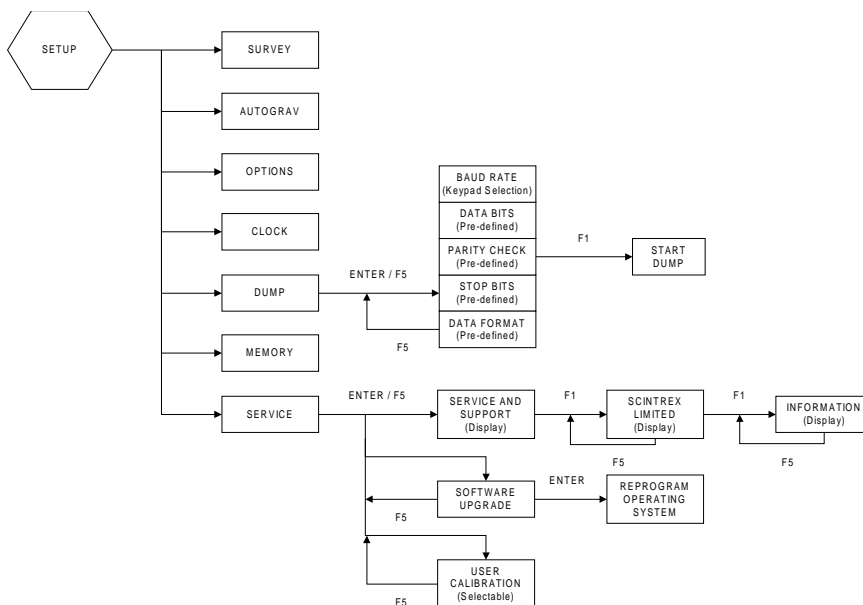 SETUP
SURVEY
AUTOGRAV
OPTIONS
CLOCK
DUMP
ENTER / F5
BAUD RATE
(Keypad Selection)
DATA BITS
(Pre-defined)
PARITY CHECK
(Pre-defined)
STOP BITS
(Pre-defined)
DATA FORMAT
(Pre-defined)
F5
F1
START
DUMP
MEMORY
SERVICE
ENTER / F5
SERVICE AND
SUPPORT
(Display)
F1
SCINTREX
LIMITED
(Display)
F5
F1
INFORMATION
(Display)
F5
SOFTWARE
UPGRADE
F5
ENTER
REPROGRAM
OPERATING
SYSTEM
USER
CALIBRATION
(Selectable)
F5